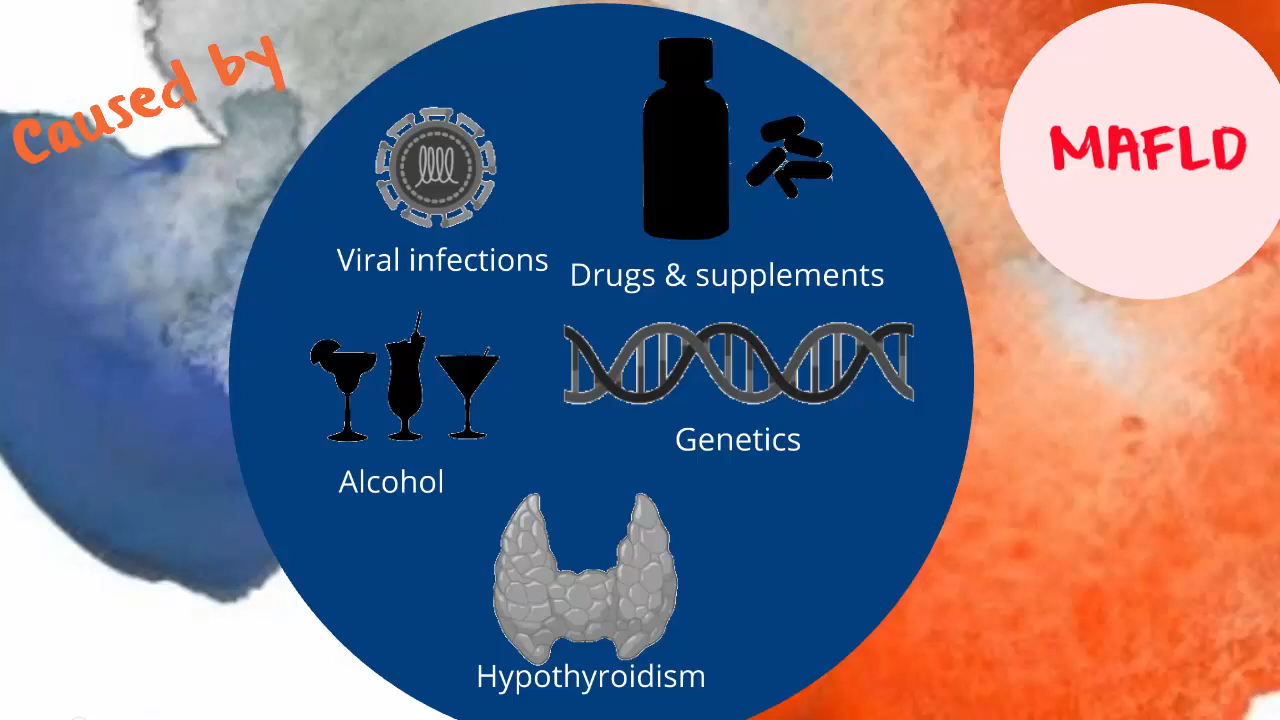 Caused by
MAFLD
Viral infections
Drugs & supplements
Alcohol
Genetics
Hypothyroidism